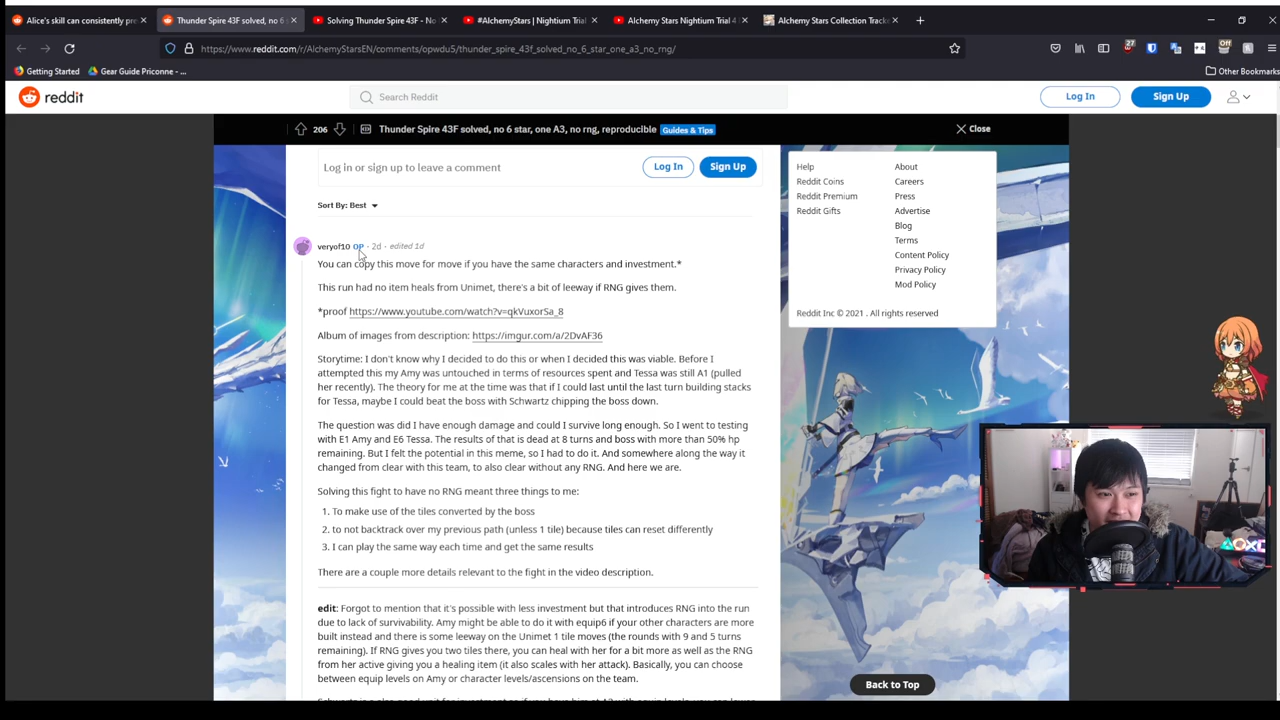 Alice's skill can consistently pre
Thunder Spire 43F solved, no 6 s
Solving Thunder Spire 43F - No
#AlchemyStars | Nightium Trial
Alchemy Stars Nightium Trial 4
Alchemy Stars Collection Tracke
https://www.reddit.com/r/AlchemyStarsEN/comments/opwdu5/thunder_spire_43f_solved_no_6_star_one_a3_no_rng/
27
Off
Getting Started
Gear Guide Priconne - ...
Other Bookmarks
reddit
Search Reddit
Log In
Sign Up
206
Thunder Spire 43F solved, no 6 star, one A3, no rng, reproducible
Guides & Tips
Close
Log in or sign up to leave a comment
Log In
Sign Up
Sort By: Best
veryof10 OP · 2d · edited 1d
You can copy this move for move if you have the same characters and investment.*
This run had no item heals from Unimet, there's a bit of leeway if RNG gives them.
*proof https://www.youtube.com/watch?v=qkVuxorSa_8
Album of images from description: https://imgur.com/a/2DvAF36
Storytime: I don't know why I decided to do this or when I decided this was viable. Before I
attempted this my Amy was untouched in terms of resources spent and Tessa was still A1 (pulled
her recently). The theory for me at the time was that if I could last until the last turn building stacks
for Tessa, maybe I could beat the boss with Schwartz chipping the boss down.
The question was did I have enough damage and could I survive long enough. So I went to testing
with E1 Amy and E6 Tessa. The results of that is dead at 8 turns and boss with more than 50% hp
remaining. But I felt the potential in this meme, so I had to do it. And somewhere along the way it
changed from clear with this team, to also clear without any RNG. And here we are.
Solving this fight to have no RNG meant three things to me:
1. To make use of the tiles converted by the boss
2. to not backtrack over my previous path (unless 1 tile) because tiles can reset differently
3. I can play the same way each time and get the same results
There are a couple more details relevant to the fight in the video description.
edit: Forgot to mention that it's possible with less investment but that introduces RNG into the run
due to lack of survivability. Amy might be able to do it with equip6 if your other characters are more
built instead and there is some leeway on the Unimet 1 tile moves (the rounds with 9 and 5 turns
remaining). If RNG gives you two tiles there, you can heal with her for a bit more as well as the RNG
from her active giving you a healing item (it also scales with her attack). Basically, you can choose
between equip levels on Amy or character levels/ascensions on the team.
Help
About
Reddit Coins
Careers
Reddit Premium
Press
Reddit Gifts
Advertise
Blog
Terms
Content Policy
Privacy Policy
Mod Policy
Reddit Inc © 2021 . All rights reserved
Back to Top